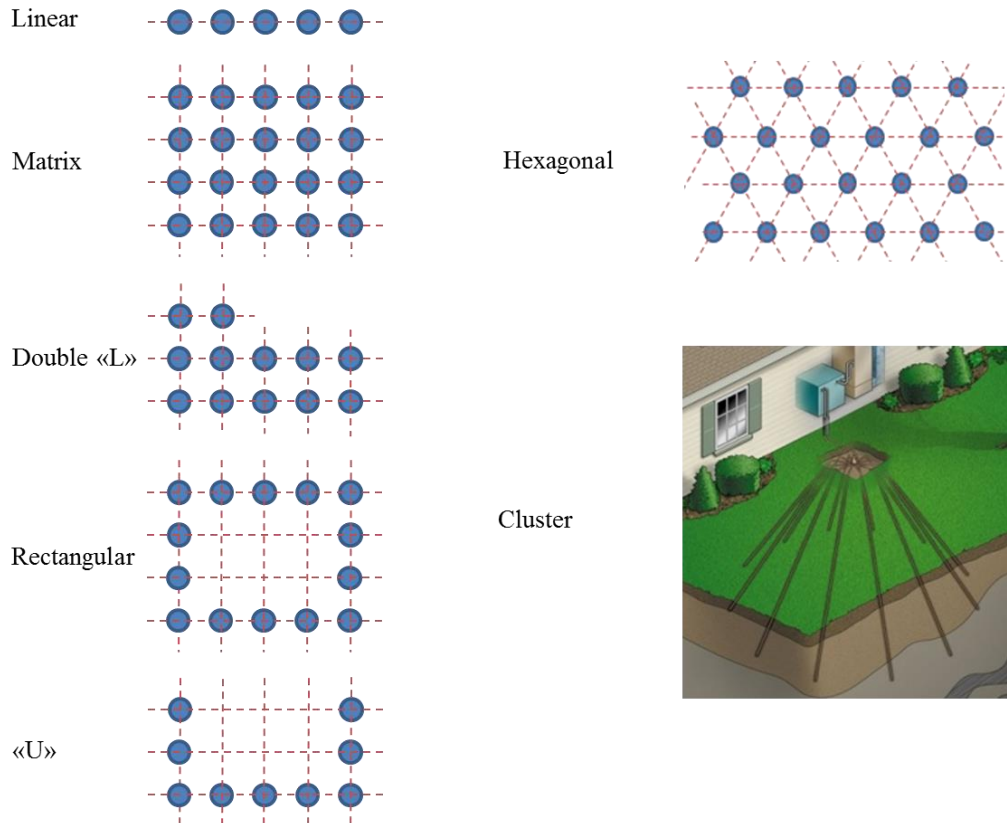 Linear
Matrix
Double «L»
Rectangular
«U»
Hexagonal
Cluster